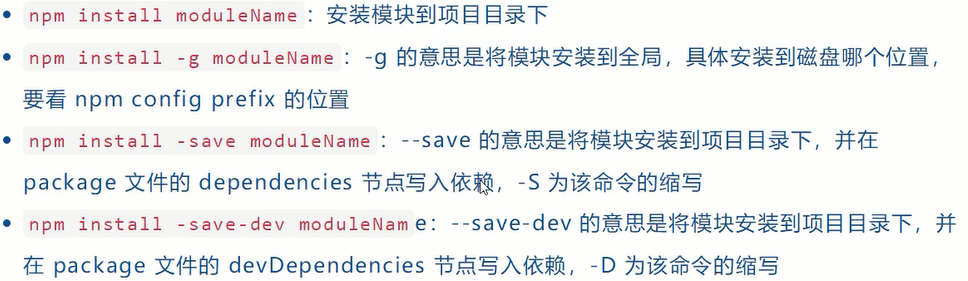 npm install moduleName：安装模块到项目目录下
npm install -g moduleName：-g 的意思是将模块安装到全局，具体安装到磁盘哪个位置，
要看 npm config prefix 的位置
npm install -save moduleName：--save 的意思是将模块安装到项目目录下，并在
package 文件的 dependencies 节点写入依赖，-S 为该命令的缩写
npm install -save-dev moduleName：--save-dev 的意思是将模块安装到项目目录下，并
在 package 文件的 devDependencies 节点写入依赖，-D 为该命令的缩写